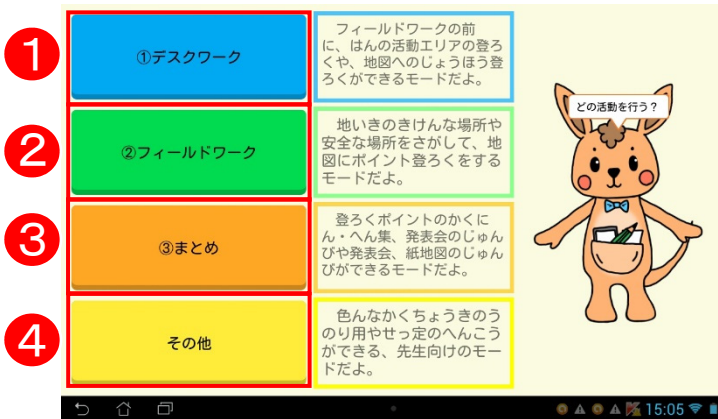 1
①デスクワーク
フィールドワークの前
に、はんの活動エリアの登ろ
くや、地図へのじょうほう登
ろくができるモードだよ。
どの活動を行う？
2
②フィールドワーク
地いきのきけんな場所や
安全な場所をさがして、地
図にポイント登ろくをする
モードだよ。
3
③まとめ
登ろくポイントのかくに
ん・へん集、発表会のじゅん
びや発表会、紙地図のじゅん
びができるモードだよ。
4
その他
色んなかくちょうきのう
のり用やせっ定のへんこう
ができる、先生向けのモー
ドだよ。
15:05